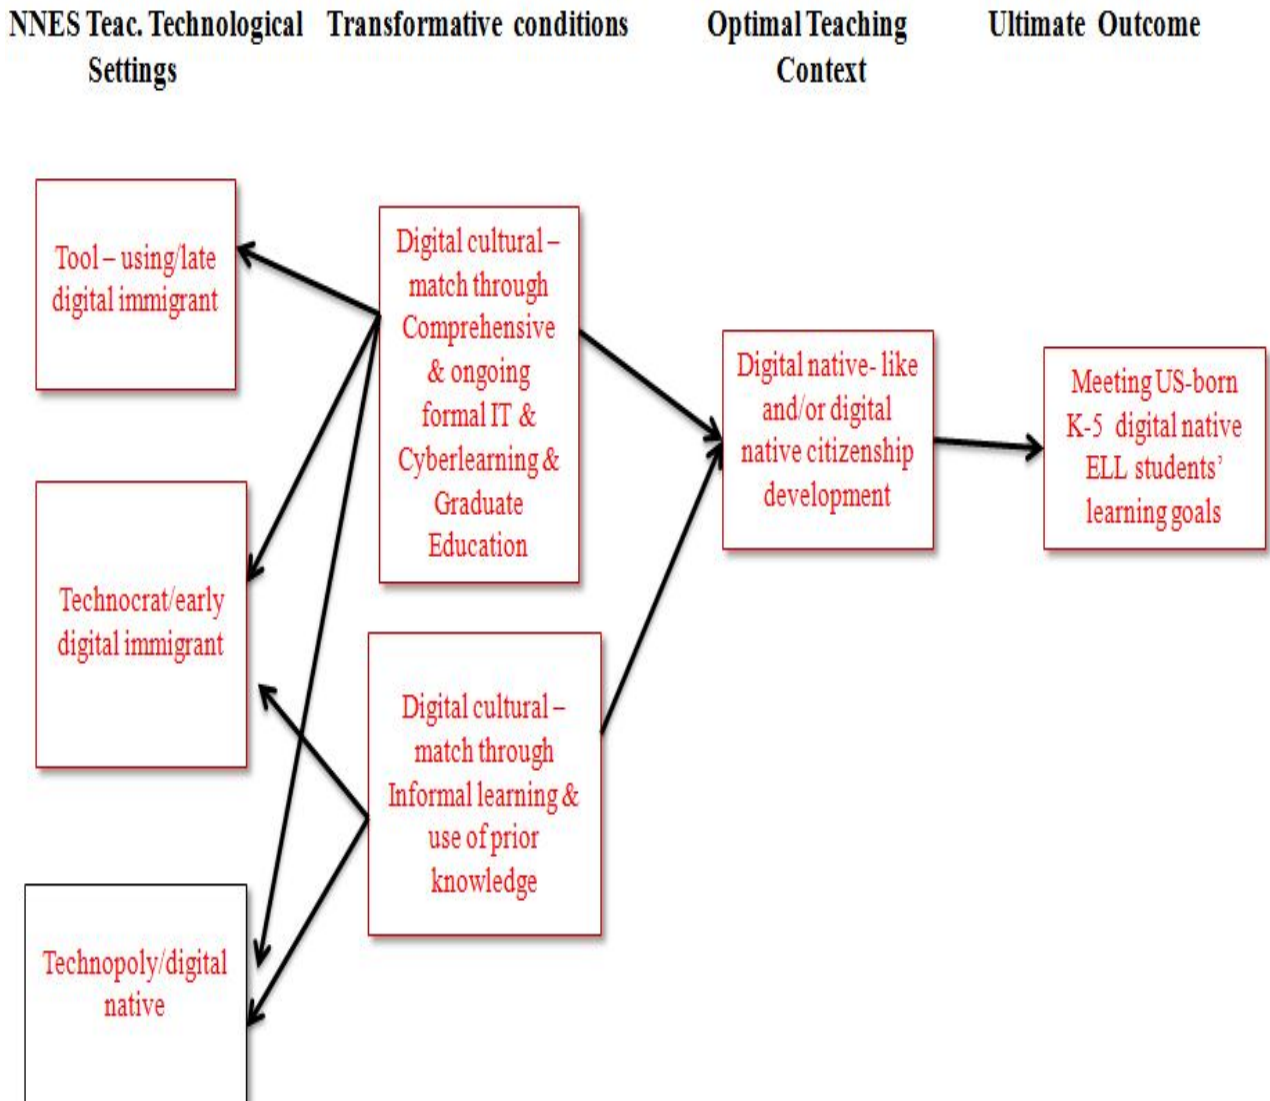 NNES Teac. Technological
Settings
Transformative conditions
Optimal Teaching
Context
Ultimate Outcome
Tool – using/late
digital immigrant
Technocrat/early
digital immigrant
Technopoly/digital
native
Digital cultural –
match through
Comprehensive
& ongoing
formal IT &
Cyberlearning &
Graduate
Education
Digital cultural –
match through
Informal learning &
use of prior
knowledge
Digital native- like
and/or digital
native citizenship
development
Meeting US-born
K-5 digital native
ELL students’
learning goals